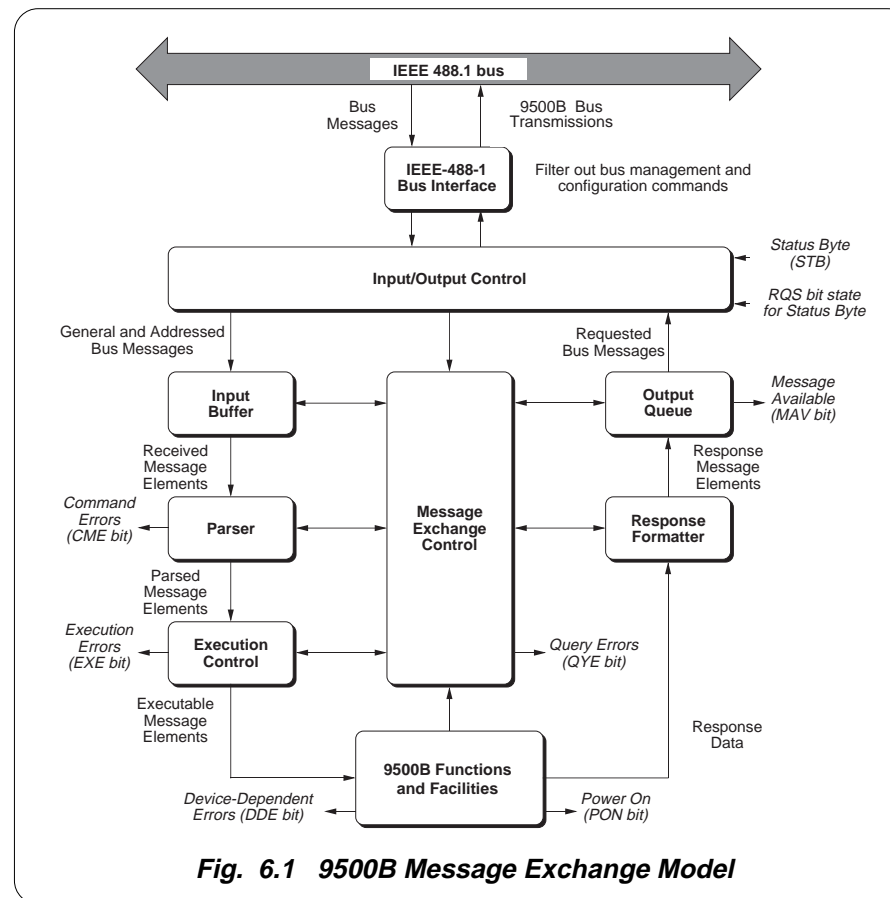 IEEE 488.1 bus
Bus
Messages
9500B Bus
Transmissions
IEEE-488-1
Bus Interface
Filter out bus management and
configuration commands
Status Byte
(STB)
Input/Output Control
RQS bit state
for Status Byte
General and Addressed
Bus Messages
Requested
Bus Messages
Input
Buffer
Output
Queue
Message
Available
(MAV bit)
Received
Message
Elements
Response
Message
Elements
Command
Errors
(CME bit)
Parser
Message
Exchange
Control
Response
Formatter
Parsed
Message
Elements
Execution
Errors
(EXE bit)
Execution
Control
Query Errors
(QYE bit)
Executable
Message
Elements
Response
Data
9500B Functions
and Facilities
Device-Dependent
Errors (DDE bit)
Power On
(PON bit)
Fig. 6.1 9500B Message Exchange Model